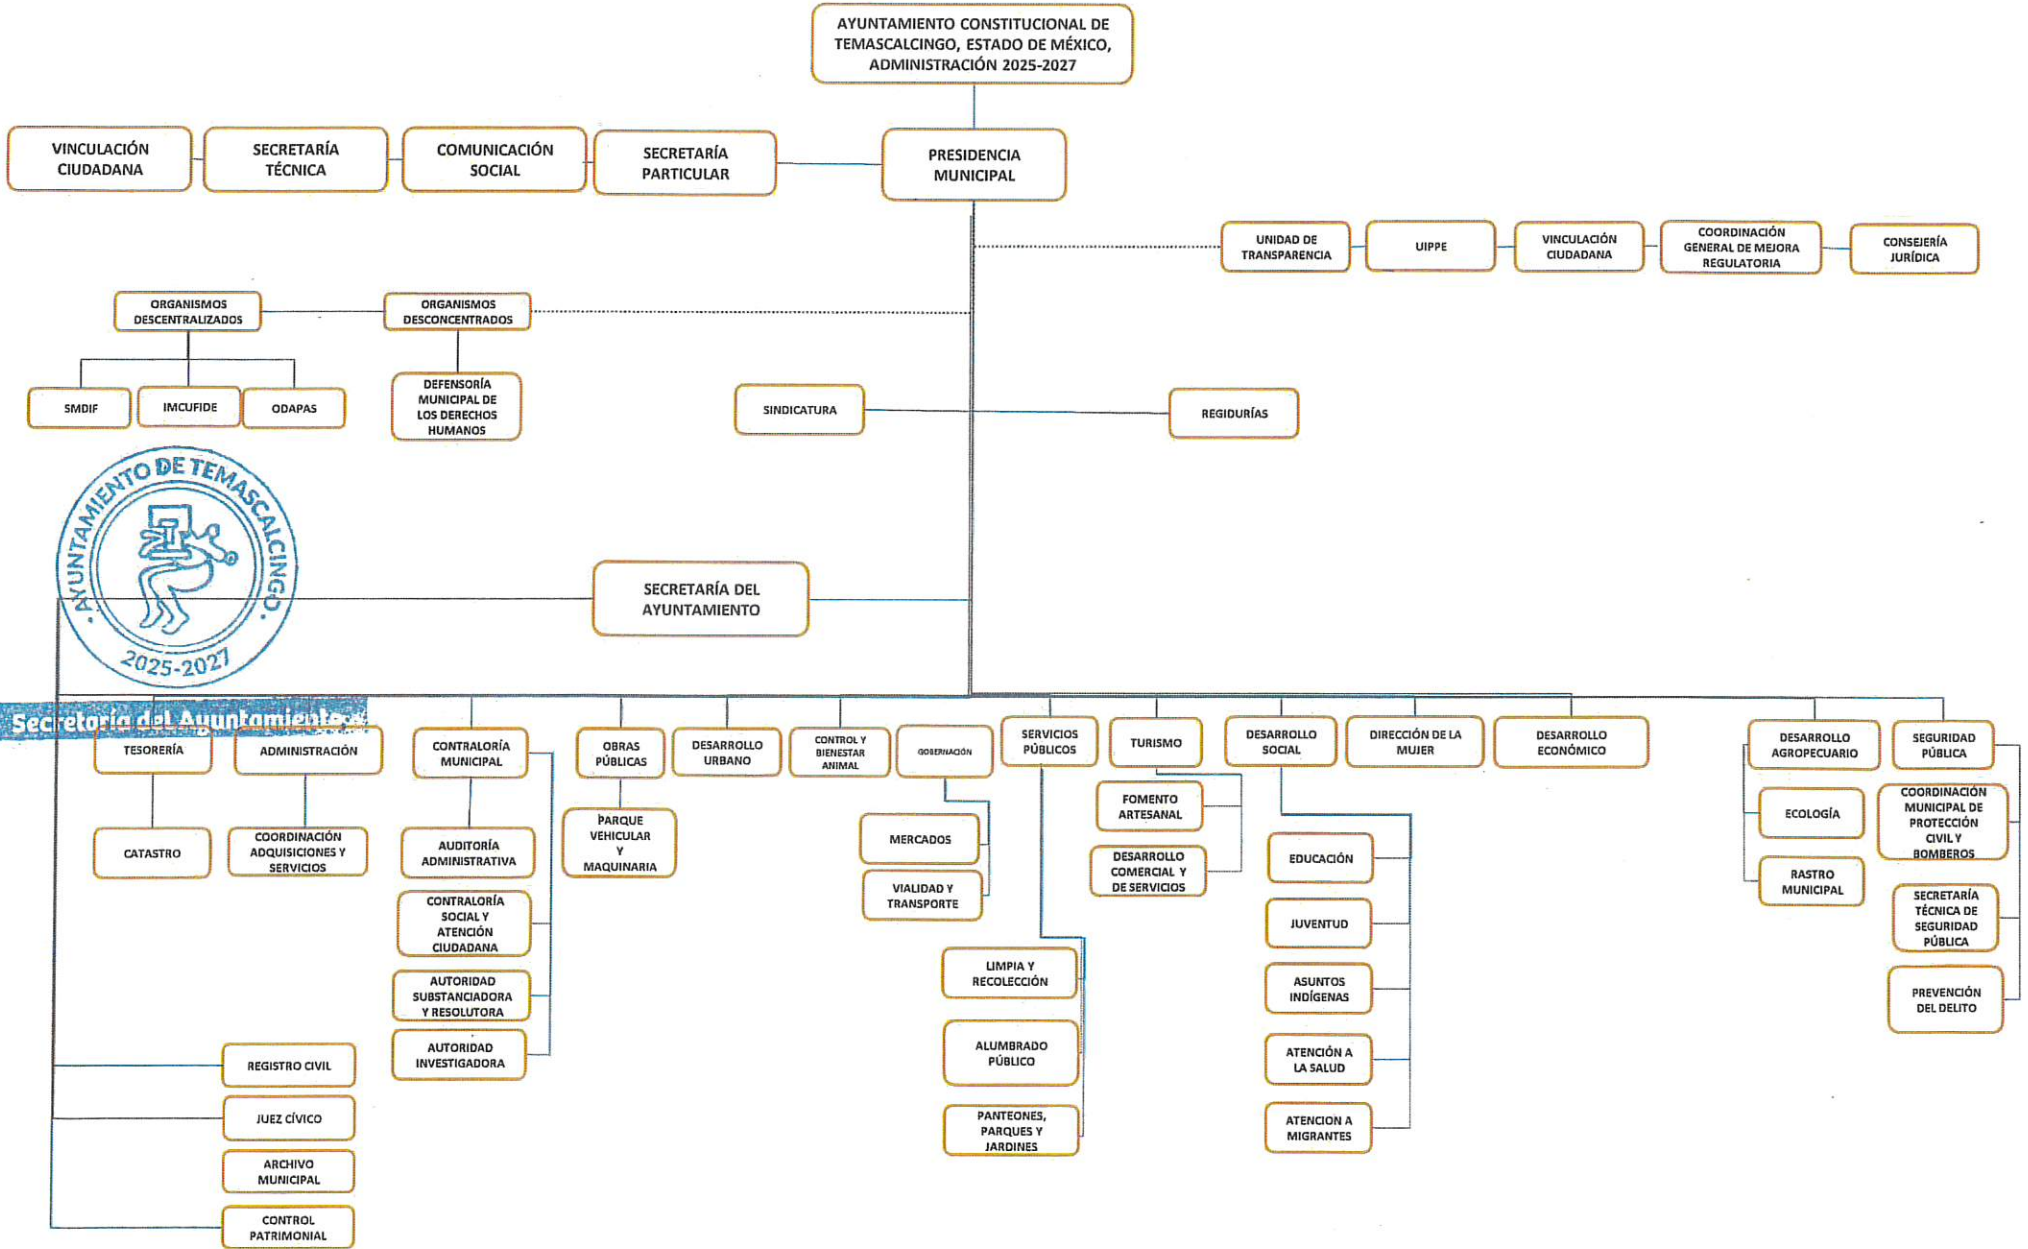 AYUNTAMIENTO CONSTITUCIONAL DE
TEMASCALCINGO, ESTADO DE MÉXICO,
ADMINISTRACIÓN 2025-2027
VINCULACIÓN
CIUDADANA
SECRETARÍA
TÉCNICA
COMUNICACIÓN
SOCIAL
SECRETARÍA
PARTICULAR
PRESIDENCIA
MUNICIPAL
UNIDAD DE
TRANSPARENCIA
UIPPE
VINCULACIÓN
CIUDADANA
COORDINACIÓN
GENERAL DE MEJORA
REGULATORIA
CONSEJERÍA
JURÍDICA
ORGANISMOS
DESCENTRALIZADOS
ORGANISMOS
DESCONCENTRADOS
SMDIF
IMCUFIDE
ODAPAS
DEFENSORÍA
MUNICIPAL DE
LOS DERECHOS
HUMANOS
SINDICATURA
REGIDURÍAS
· AYUNTAMIENTO DE TEMASCALCINGO ·
2025-2027
SECRETARÍA DEL
AYUNTAMIENTO
Secretaría del Ayuntamiento
TESORERÍA
ADMINISTRACIÓN
CONTRALORÍA
MUNICIPAL
OBRAS
PÚBLICAS
DESARROLLO
URBANO
CONTROL Y
BIENESTAR
ANIMAL
GOBERNACIÓN
SERVICIOS
PÚBLICOS
TURISMO
DESARROLLO
SOCIAL
DIRECCIÓN DE LA
MUJER
DESARROLLO
ECONÓMICO
DESARROLLO
AGROPECUARIO
SEGURIDAD
PÚBLICA
CATASTRO
COORDINACIÓN
ADQUISICIONES Y
SERVICIOS
AUDITORÍA
ADMINISTRATIVA
CONTRALORÍA
SOCIAL Y
ATENCIÓN
CIUDADANA
AUTORIDAD
SUBSTANCIADORA
Y RESOLUTORA
AUTORIDAD
INVESTIGADORA
PARQUE
VEHICULAR
Y
MAQUINARIA
MERCADOS
VIALIDAD Y
TRANSPORTE
LIMPIA Y
RECOLECCIÓN
ALUMBRADO
PÚBLICO
PANTEONES,
PARQUES Y
JARDINES
FOMENTO
ARTESANAL
DESARROLLO
COMERCIAL Y
DE SERVICIOS
EDUCACIÓN
JUVENTUD
ASUNTOS
INDÍGENAS
ATENCIÓN A
LA SALUD
ATENCION A
MIGRANTES
ECOLOGÍA
RASTRO
MUNICIPAL
COORDINACIÓN
MUNICIPAL DE
PROTECCIÓN
CIVIL Y
BOMBEROS
SECRETARÍA
TÉCNICA DE
SEGURIDAD
PÚBLICA
PREVENCIÓN
DEL DELITO
REGISTRO CIVIL
JUEZ CÍVICO
ARCHIVO
MUNICIPAL
CONTROL
PATRIMONIAL